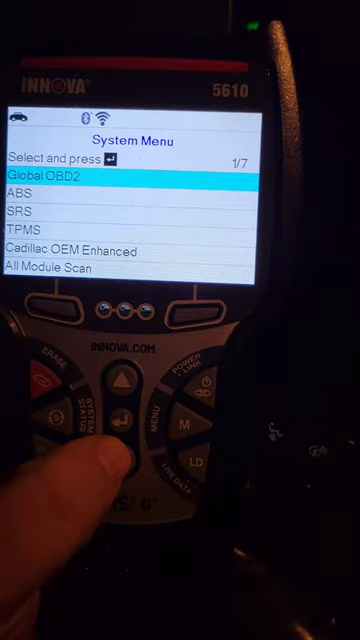 INNOVA
5610
System Menu
Select and press 1/7
Global OBD2
ABS
SRS
TPMS
Cadillac OEM Enhanced
All Module Scan
INNOVA.COM
ERASE
POWER
LINK
SYSTEM
STATUS
MENU
M
LD
LIVE DATA